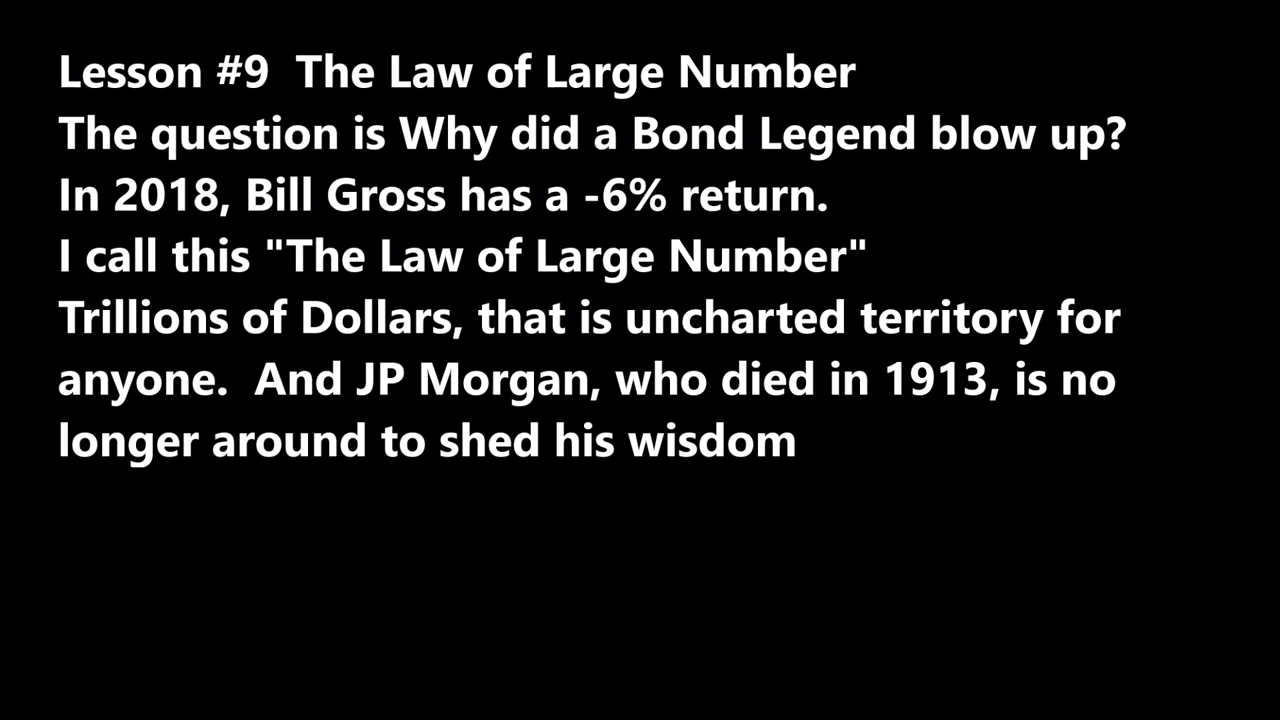 Lesson #9  The Law of Large Number
The question is Why did a Bond Legend blow up?
In 2018, Bill Gross has a -6% return.
I call this "The Law of Large Number"
Trillions of Dollars, that is uncharted territory for
anyone.  And JP Morgan, who died in 1913, is no
longer around to shed his wisdom